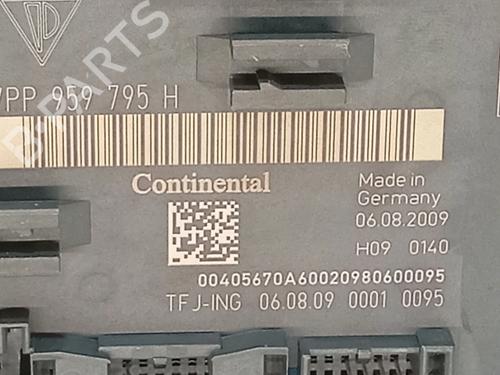 B-PARTS
7PP 959 795 H
Continental
Made in
Germany
06.08.2009
H09 0140
00405670A60020980600095
TFJ-ING 06.08.09 0001 0095